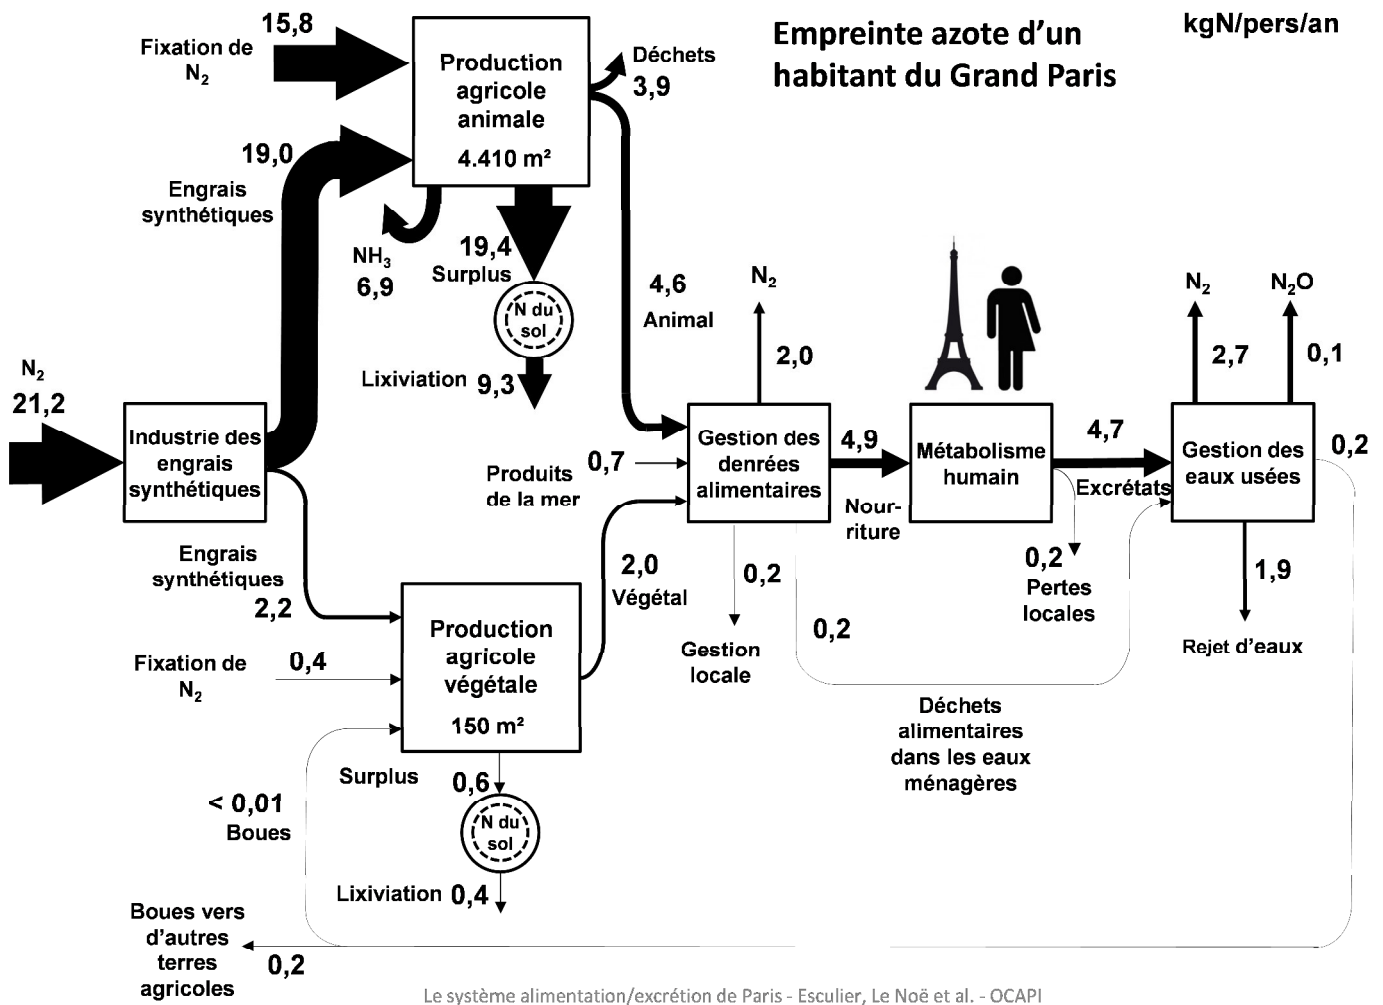 Empreinte azote d'un
habitant du Grand Paris
kgN/pers/an
15,8
Fixation de
N2
Production
agricole
animale
4.410 m²
Déchets
3,9
19,0
Engrais
synthétiques
NH3
6,9
19,4
Surplus
N du
sol
Lixiviation 9,3
4,6
Animal
N2
2,0
N2
2,7
N2O
0,1
N2
21,2
Industrie des
engrais
synthétiques
Produits
de la mer
0,7
Gestion des
denrées
alimentaires
4,9
Nour-
riture
Métabolisme
humain
4,7
Excrétats
Gestion des
eaux usées
0,2
Engrais
synthétiques
2,2
Fixation de
N2
0,4
Production
agricole
végétale
150 m²
2,0
Végétal
0,2
Gestion
locale
0,2
Déchets
alimentaires
dans les eaux
ménagères
0,2
Pertes
locales
1,9
Rejet d'eaux
Surplus
0,6
N du
sol
Lixiviation 0,4
< 0,01
Boues
Boues vers
d'autres
terres
agricoles
0,2
Le système alimentation/excrétion de Paris - Esculier, Le Noë et al. - OCAPI